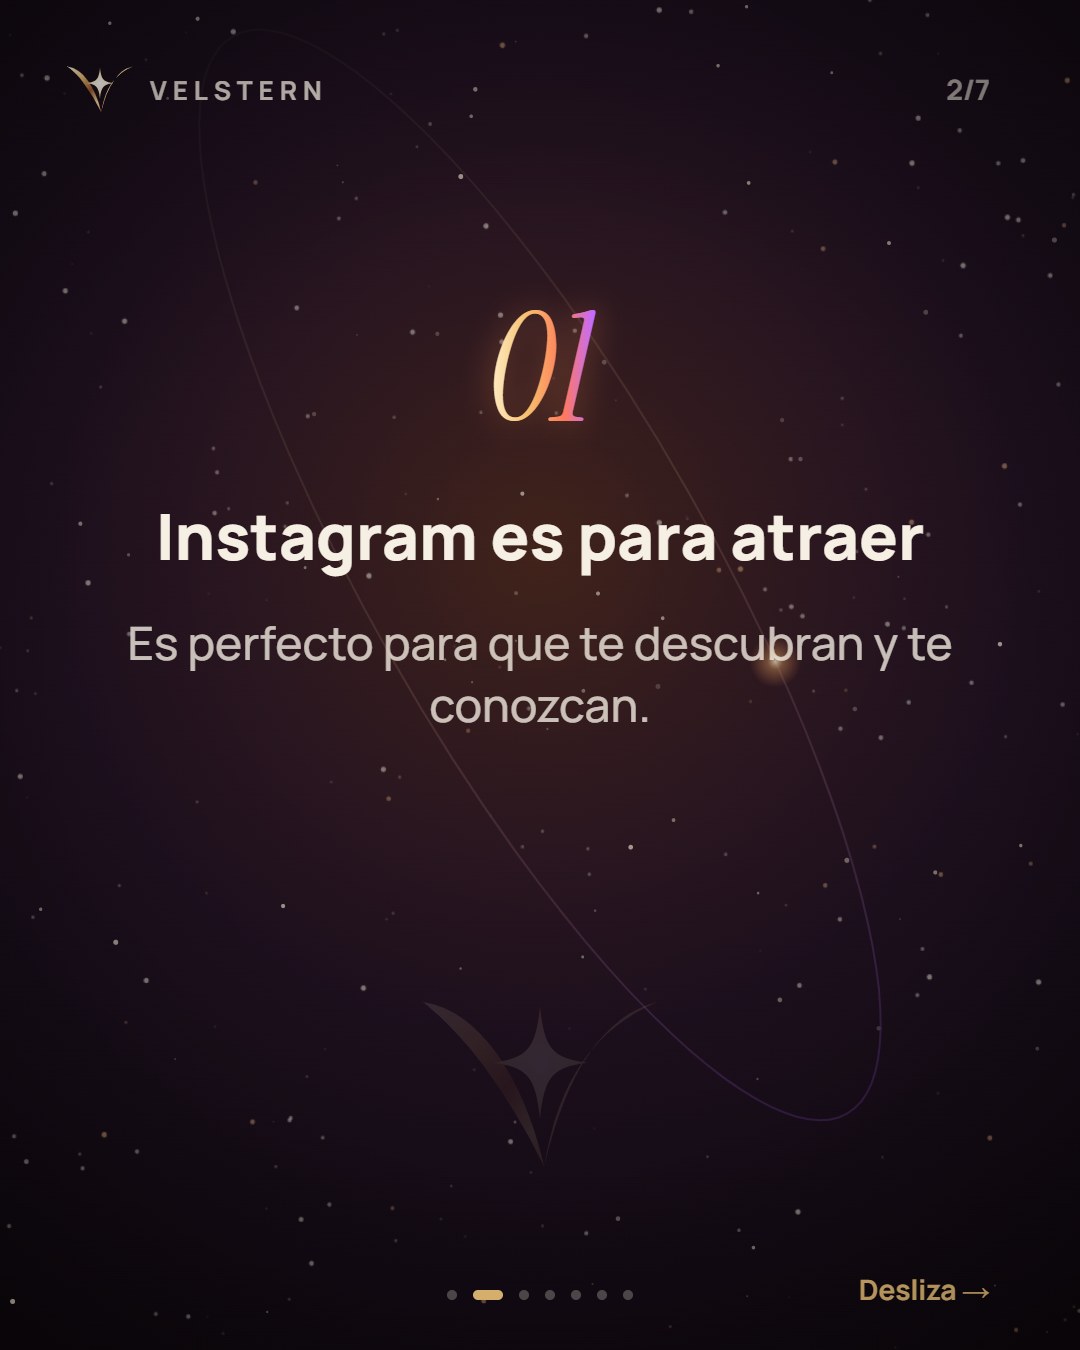 VELSTERN
2/7
01
Instagram es para atraer
Es perfecto para que te descubran y te
conozcan.
Desliza →